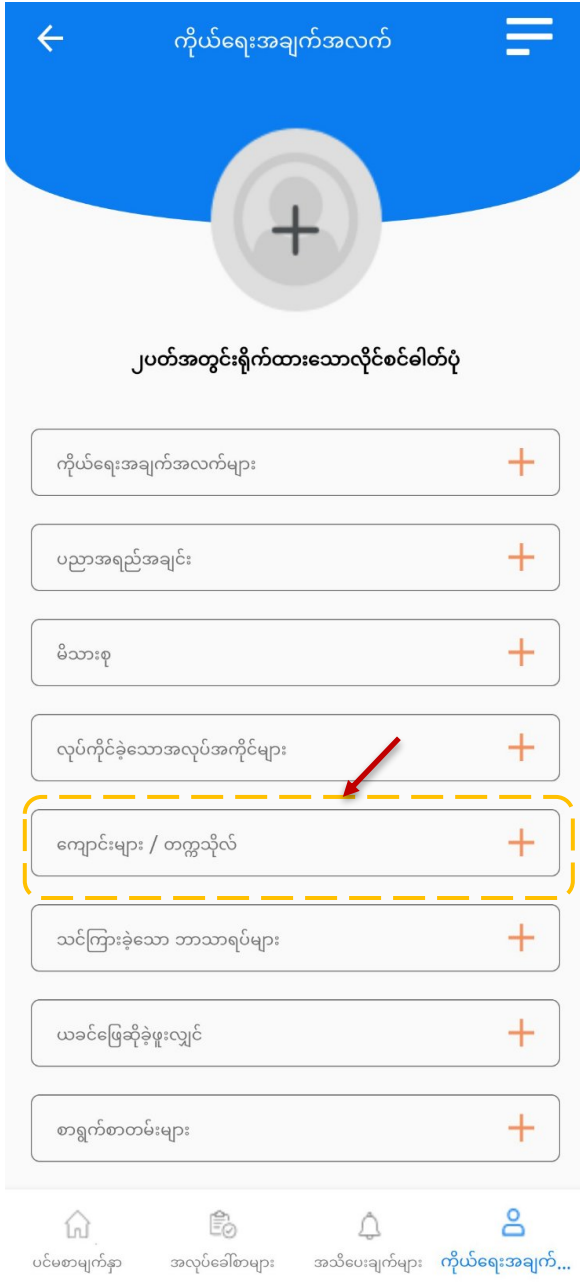 ကိုယ်ရေးအချက်အလက်
၂ပတ်အတွင်းရိုက်ထားသောလိုင်စင်ဓါတ်ပုံ
ကိုယ်ရေးအချက်အလက်များ
ပညာအရည်အချင်း
မိသားစု
လုပ်ကိုင်ခဲ့သောအလုပ်အကိုင်များ
ကျောင်းများ / တက္ကသိုလ်
သင်ကြားခဲ့သော ဘာသာရပ်များ
ယခင်ဖြေဆိုခဲ့ဖူးလျှင်
စာရွက်စာတမ်းများ
ပင်မစာမျက်နှာ အလုပ်ခေါ်စာများ အသိပေးချက်များ ကိုယ်ရေးအချက်...